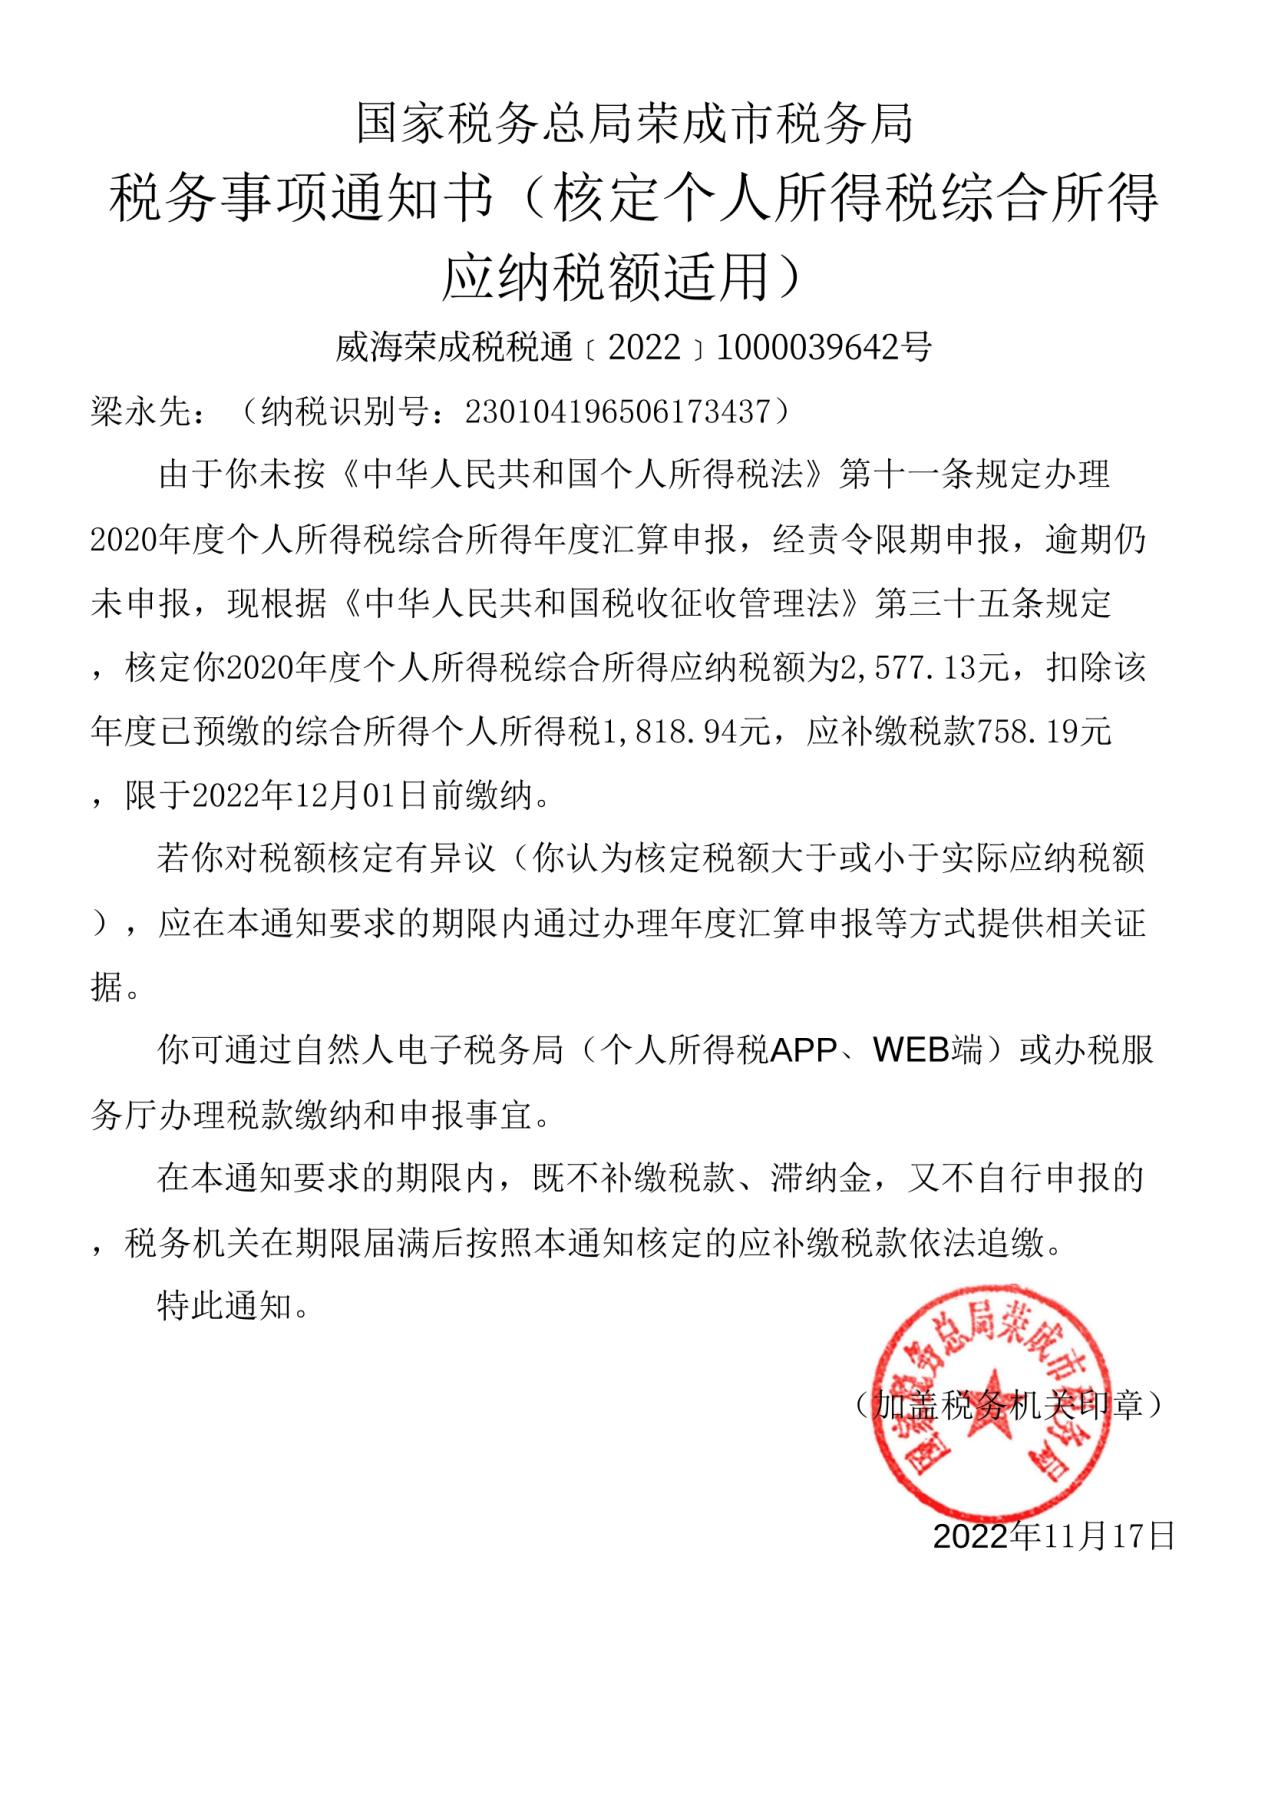 国家税务总局荣成市税务局
税务事项通知书（核定个人所得税综合所得
应纳税额适用）
威海荣成税税通﹝2022﹞1000039642号
梁永先：（纳税识别号：230104196506173437）
由于你未按《中华人民共和国个人所得税法》第十一条规定办理
2020年度个人所得税综合所得年度汇算申报，经责令限期申报，逾期仍
未申报，现根据《中华人民共和国税收征收管理法》第三十五条规定
，核定你2020年度个人所得税综合所得应纳税额为2,577.13元，扣除该
年度已预缴的综合所得个人所得税1,818.94元，应补缴税款758.19元
，限于2022年12月01日前缴纳。
若你对税额核定有异议（你认为核定税额大于或小于实际应纳税额
），应在本通知要求的期限内通过办理年度汇算申报等方式提供相关证
据。
你可通过自然人电子税务局（个人所得税APP、WEB端）或办税服
务厅办理税款缴纳和申报事宜。
在本通知要求的期限内，既不补缴税款、滞纳金，又不自行申报的
，税务机关在期限届满后按照本通知核定的应补缴税款依法追缴。
特此通知。
国家税务总局荣成市税务局
（加盖税务机关印章）
2022年11月17日